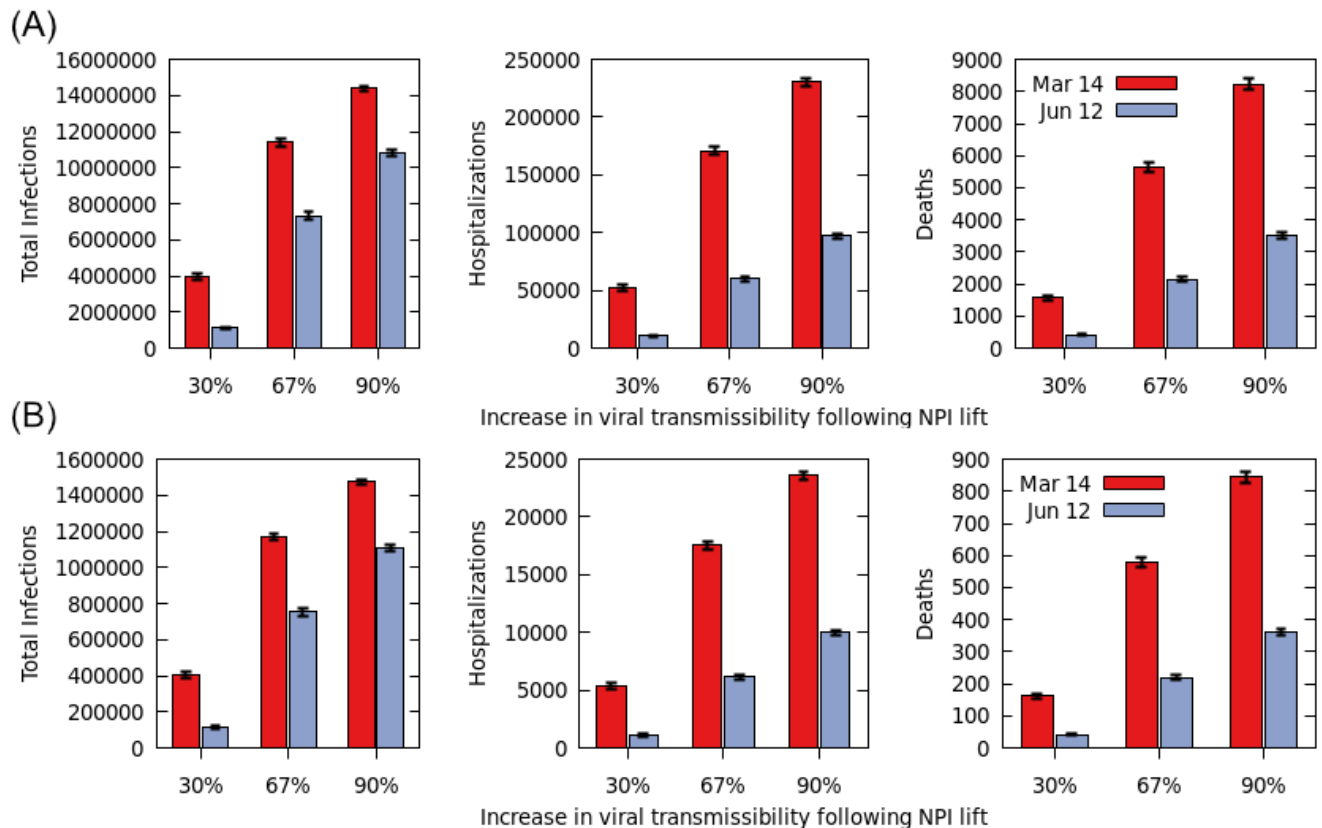 (A)
Total Infections
16000000
14000000
12000000
10000000
8000000
6000000
4000000
2000000
0
30% 67% 90%
Hospitalizations
250000
200000
150000
100000
50000
0
30% 67% 90%
Deaths
9000
8000
7000
6000
5000
4000
3000
2000
1000
0
Mar 14
Jun 12
30% 67% 90%
Increase in viral transmissibility following NPI lift
(B)
Total Infections
1600000
1400000
1200000
1000000
800000
600000
400000
200000
0
30% 67% 90%
Hospitalizations
25000
20000
15000
10000
5000
0
30% 67% 90%
Deaths
900
800
700
600
500
400
300
200
100
0
Mar 14
Jun 12
30% 67% 90%
Increase in viral transmissibility following NPI lift